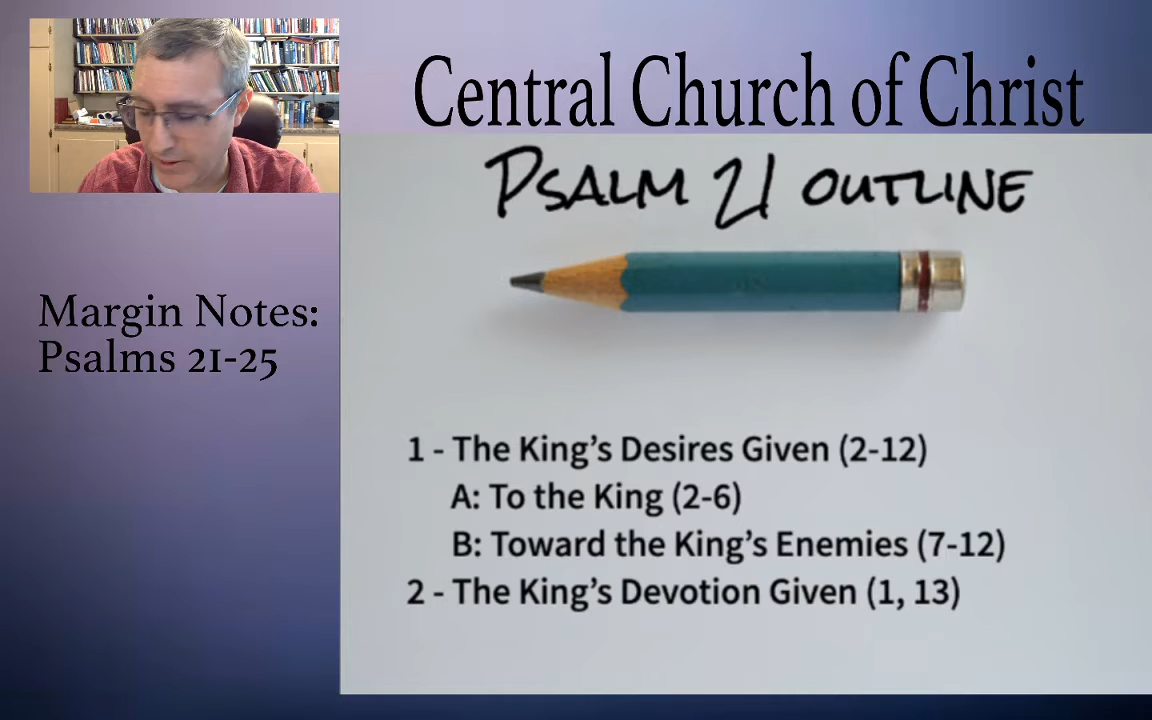 Central Church of Christ
Psalm 21 outline
Margin Notes:
Psalms 21-25
1 - The King's Desires Given (2-12)
A: To the King (2-6)
B: Toward the King's Enemies (7-12)
2 - The King's Devotion Given (1, 13)